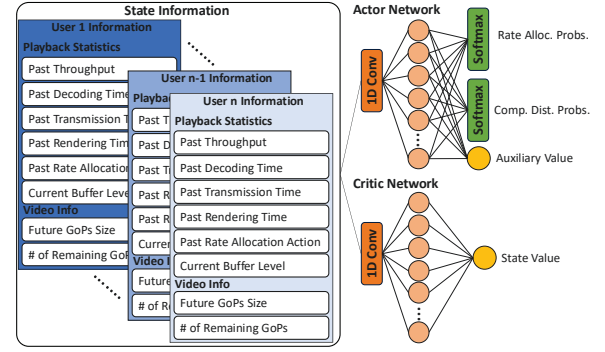 State Information
User 1 Information
Playback Statistics
Past Throughput
Past Decoding Time
Past Transmission T
Past Rendering Tim
Past Rate Allocation
Current Buffer Level
Video Info
Future GoPs Size
# of Remaining GoP
User n-1 Information
Playback
Past T
Past D
Past Tr
Past R
Past R
Curren
Video Info
Future
# of R
User n Information
Playback Statistics
Past Throughput
Past Decoding Time
Past Transmission Time
Past Rendering Time
Past Rate Allocation Action
Current Buffer Level
Video Info
Future GoPs Size
# of Remaining GoPs
Actor Network
1D Conv
Softmax
Rate Alloc. Probs.
Softmax
Comp. Dist. Probs.
Auxiliary Value
Critic Network
1D Conv
State Value